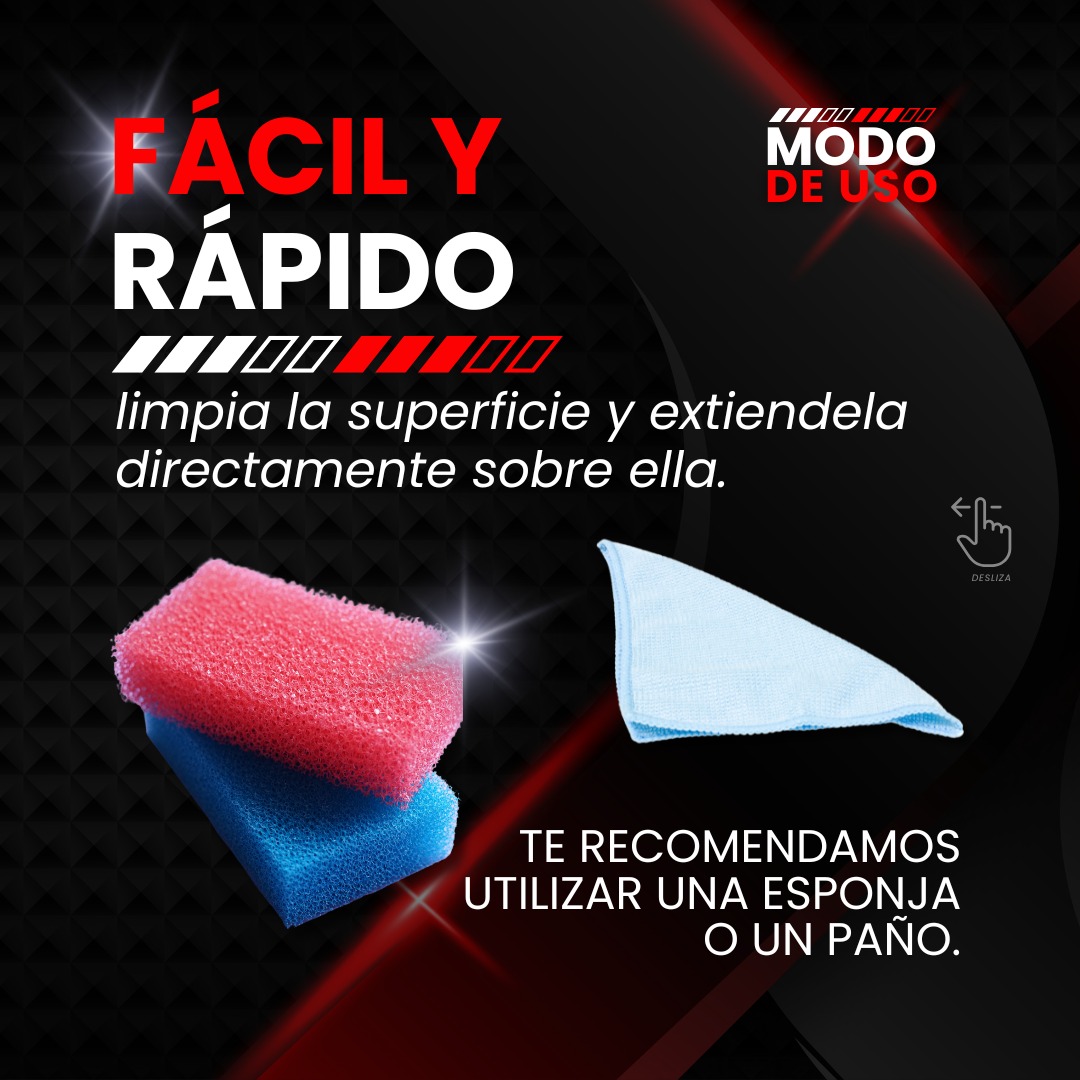 FÁCIL Y
RÁPIDO
MODO
DE USO
limpia la superficie y extiendela
directamente sobre ella.
DESLIZA
TE RECOMENDAMOS
UTILIZAR UNA ESPONJA
O UN PAÑO.